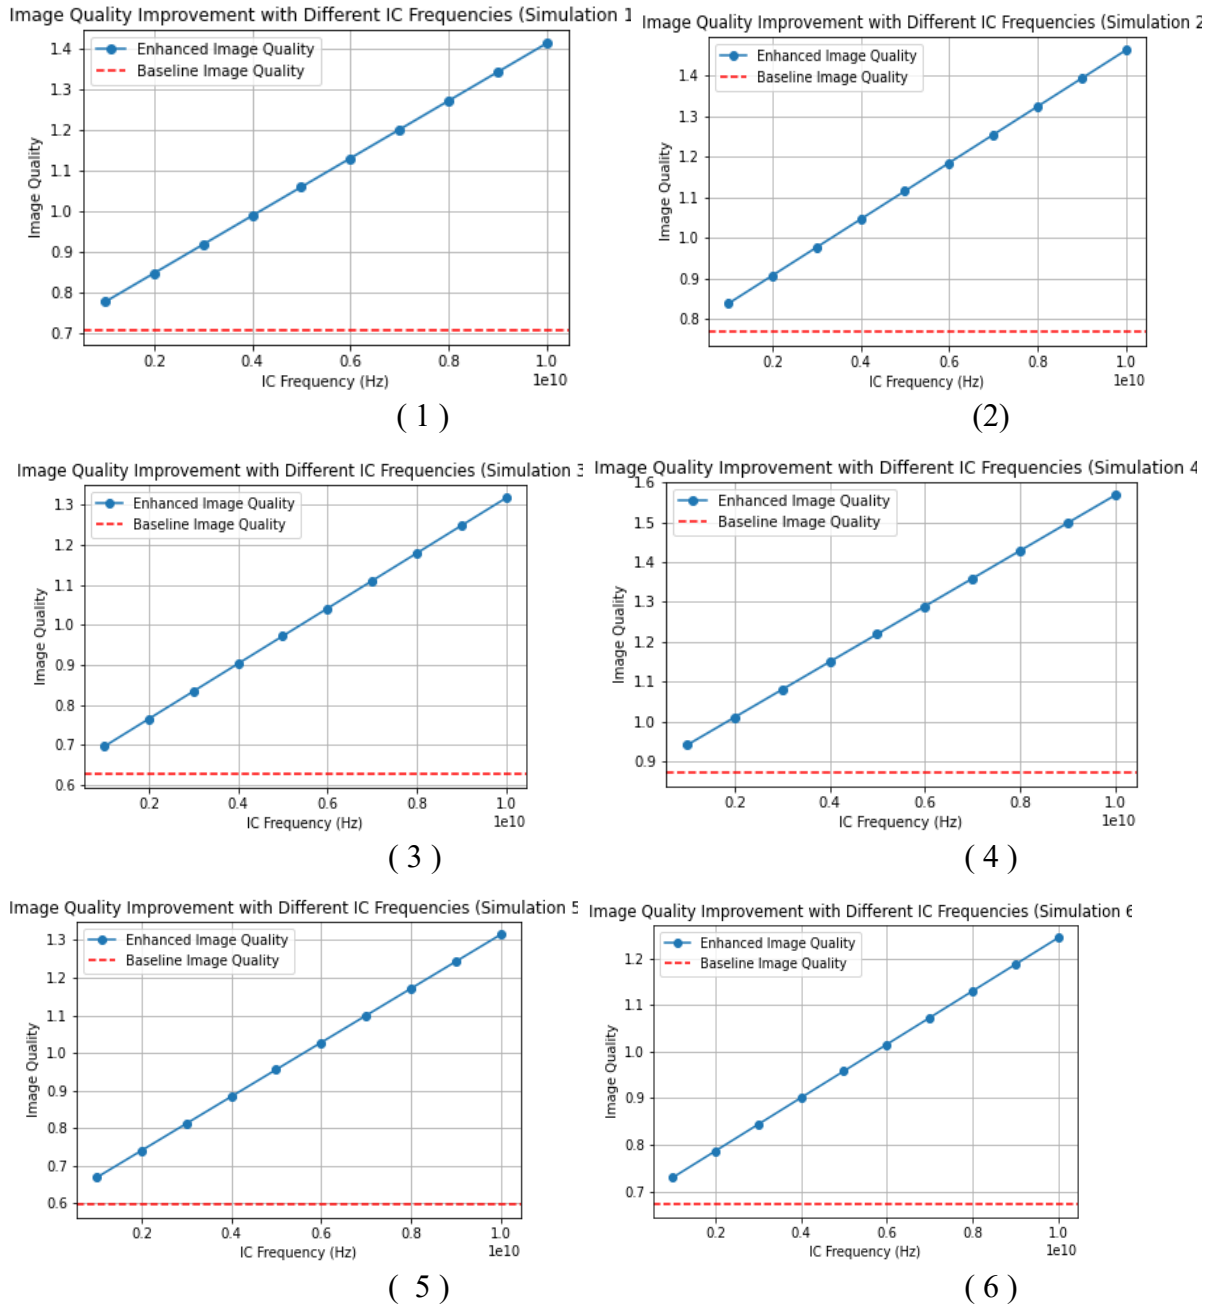 Image Quality Improvement with Different IC Frequencies (Simulation 1
Enhanced Image Quality
Baseline Image Quality
1.4
1.3
1.2
1.1
1.0
0.9
0.8
0.7
Image Quality
0.2 0.4 0.6 0.8 1.0
1e10
IC Frequency (Hz)
( 1 )
Image Quality Improvement with Different IC Frequencies (Simulation 2
Enhanced Image Quality
Baseline Image Quality
1.4
1.3
1.2
1.1
1.0
0.9
0.8
Image Quality
0.2 0.4 0.6 0.8 1.0
1e10
IC Frequency (Hz)
(2)
Image Quality Improvement with Different IC Frequencies (Simulation 3
Enhanced Image Quality
Baseline Image Quality
1.3
1.2
1.1
1.0
0.9
0.8
0.7
0.6
Image Quality
0.2 0.4 0.6 0.8 1.0
1e10
IC Frequency (Hz)
( 3 )
Image Quality Improvement with Different IC Frequencies (Simulation 4
Enhanced Image Quality
Baseline Image Quality
1.6
1.5
1.4
1.3
1.2
1.1
1.0
0.9
Image Quality
0.2 0.4 0.6 0.8 1.0
1e10
IC Frequency (Hz)
( 4 )
Image Quality Improvement with Different IC Frequencies (Simulation 5
Enhanced Image Quality
Baseline Image Quality
1.3
1.2
1.1
1.0
0.9
0.8
0.7
0.6
Image Quality
0.2 0.4 0.6 0.8 1.0
1e10
IC Frequency (Hz)
( 5 )
Image Quality Improvement with Different IC Frequencies (Simulation 6
Enhanced Image Quality
Baseline Image Quality
1.2
1.1
1.0
0.9
0.8
0.7
Image Quality
0.2 0.4 0.6 0.8 1.0
1e10
IC Frequency (Hz)
( 6 )